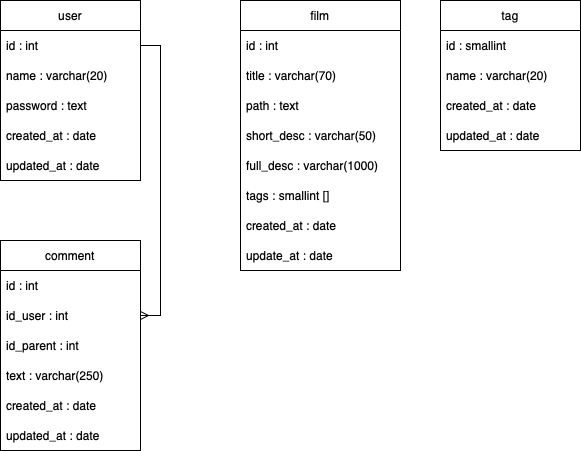 user
id : int
name : varchar(20)
password : text
created_at : date
updated_at : date
film
id : int
title : varchar(70)
path : text
short_desc : varchar(50)
full_desc : varchar(1000)
tags : smallint []
created_at : date
update_at : date
tag
id : smallint
name : varchar(20)
created_at : date
updated_at : date
comment
id : int
id_user : int
id_parent : int
text : varchar(250)
created_at : date
updated_at : date